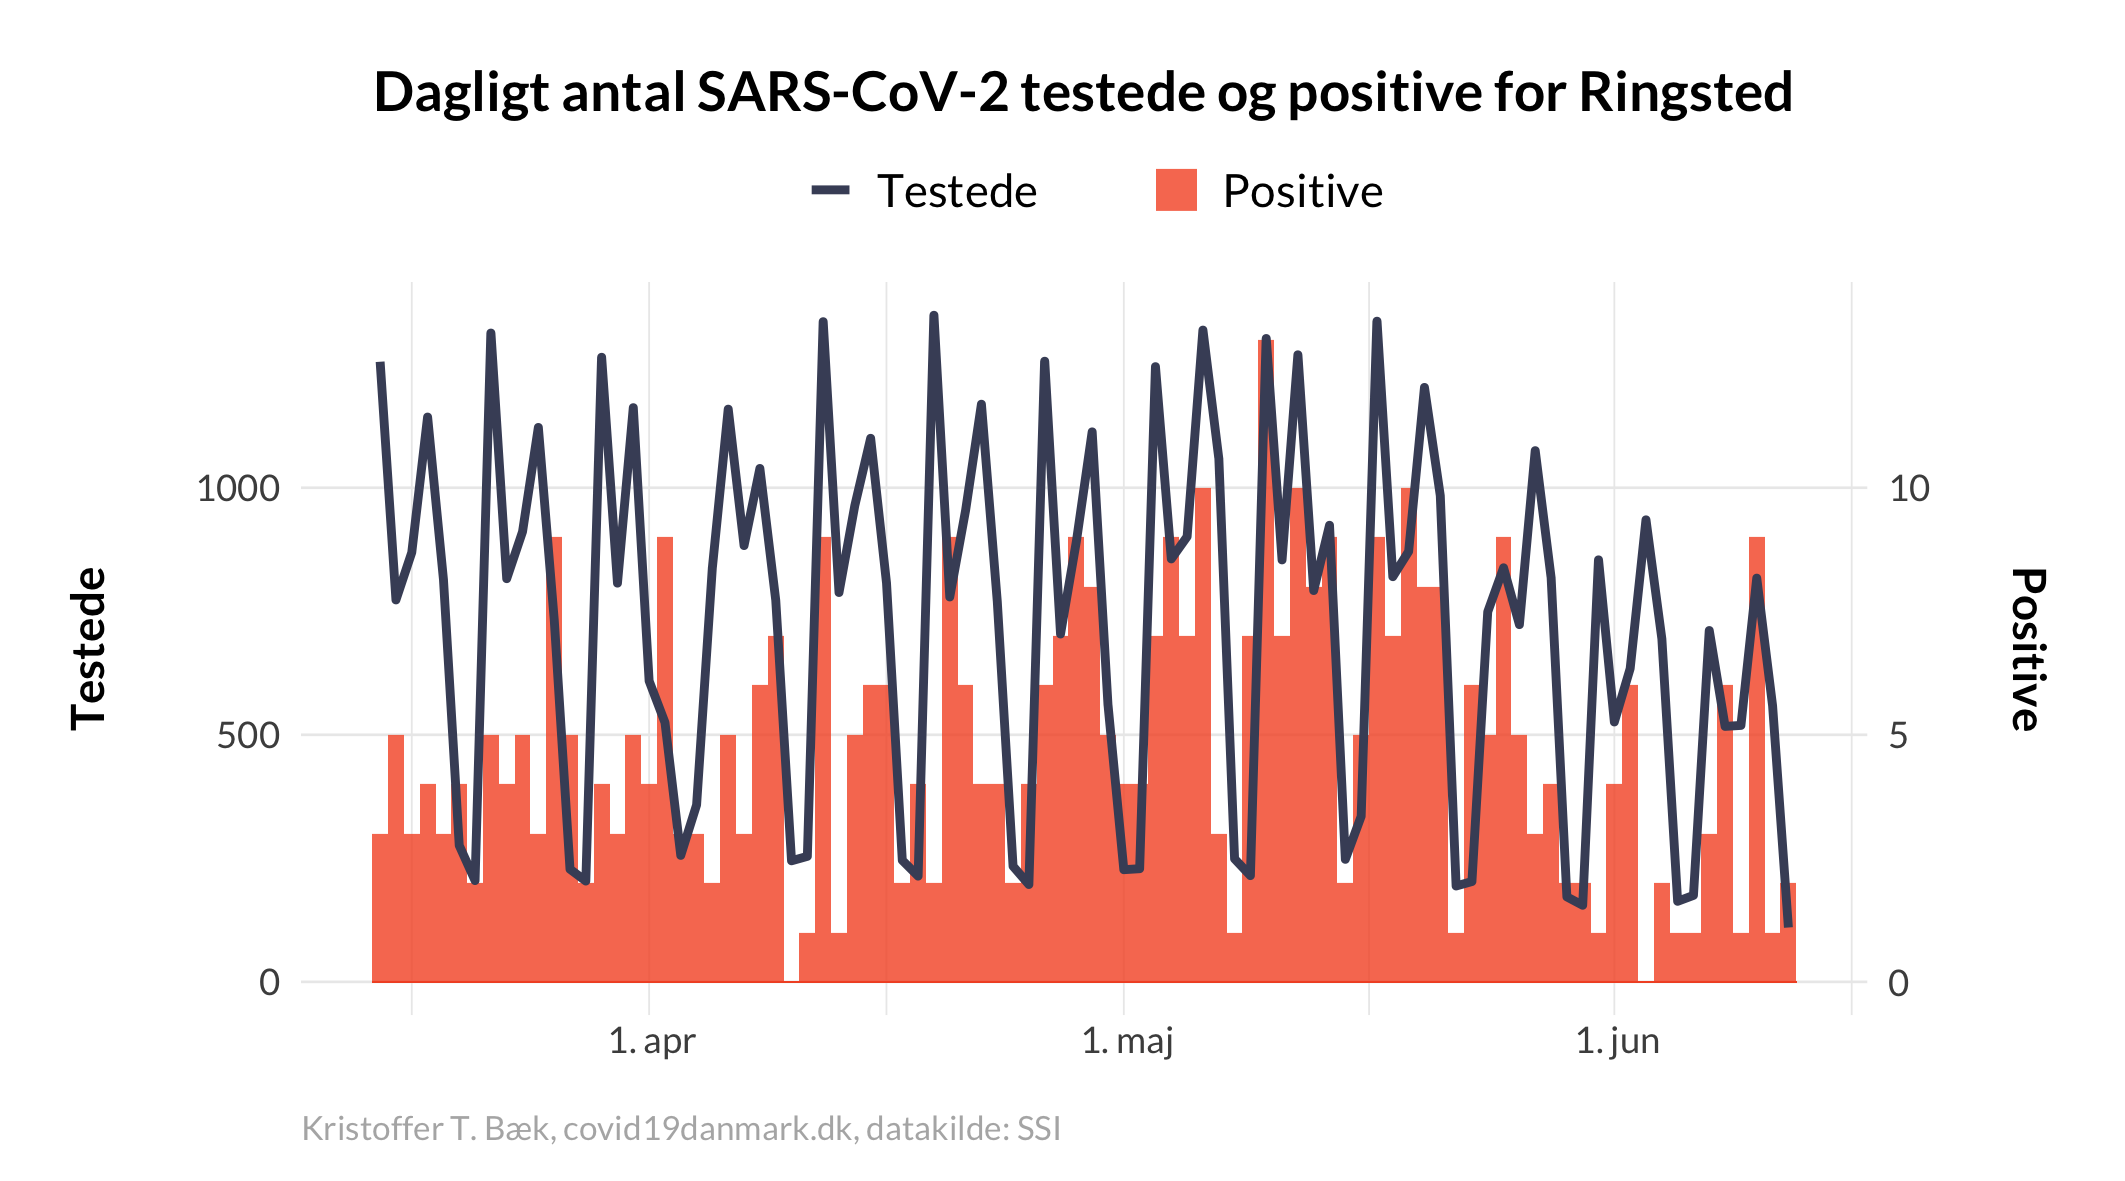 Dagligt antal SARS-CoV-2 testede og positive for Ringsted
Testede
Positive
1000
500
0
Testede
10
5
0
Positive
1. apr
1. maj
1. jun
Kristoffer T. Bæk, covid19danmark.dk, datakilde: SSI